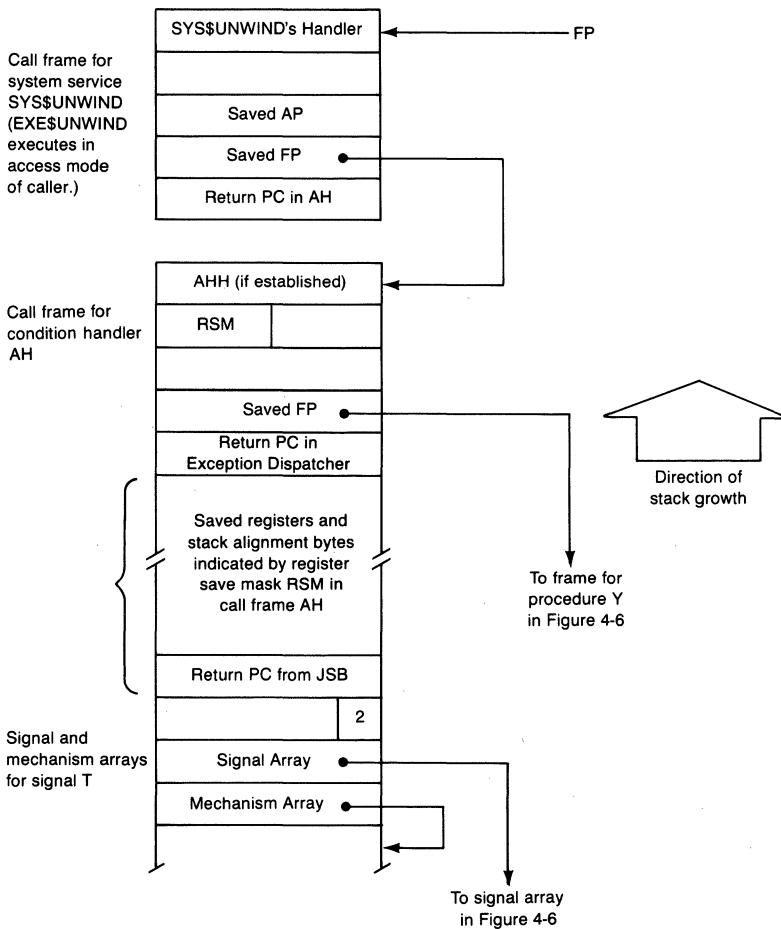 SYS$UNWIND's Handler
FP
Call frame for
system service
SYS$UNWIND
(EXE$UNWIND
executes in
access mode
of caller.)
Saved AP
Saved FP
Return PC in AH
AHH (if established)
Call frame for
condition handler
AH
RSM
Saved FP
Return PC in
Exception Dispatcher
Direction of
stack growth
Saved registers and
stack alignment bytes
indicated by register
save mask RSM in
call frame AH
To frame for
procedure Y
in Figure 4-6
Return PC from JSB
2
Signal and
mechanism arrays
for signal T
Signal Array
Mechanism Array
To signal array
in Figure 4-6